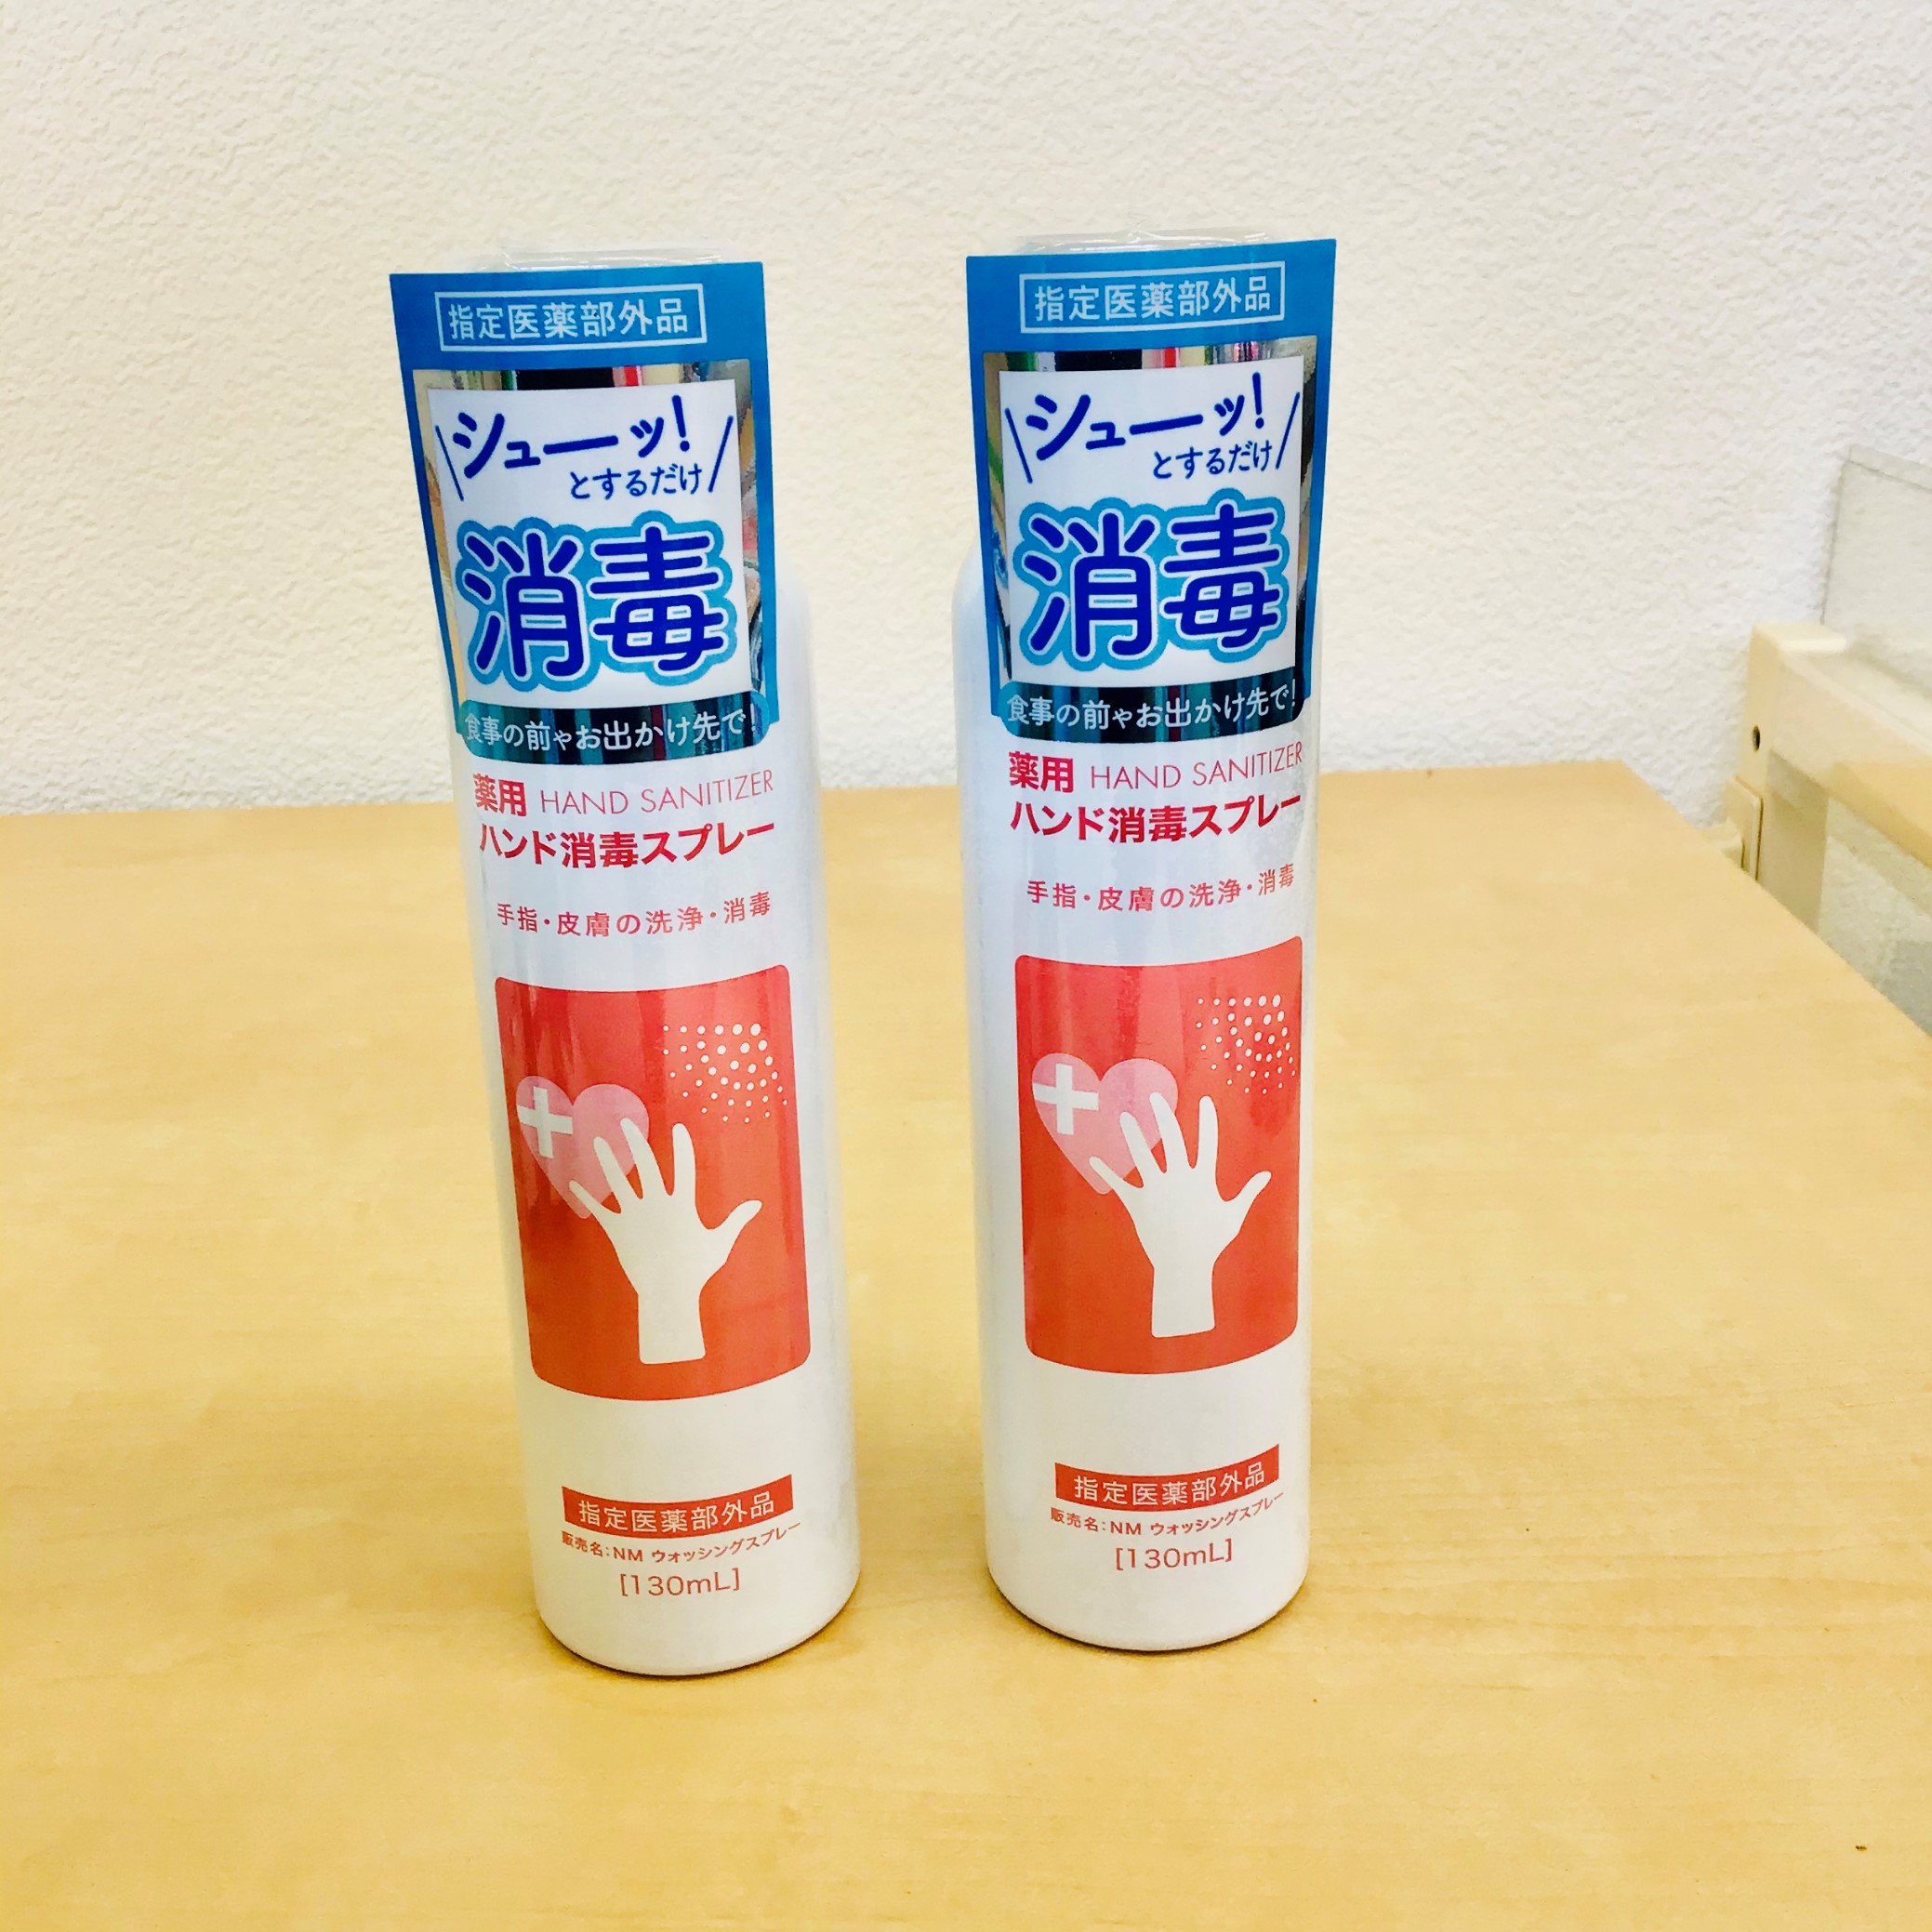 指定医薬部外品
シューッ!
とするだけ
消毒
食事の前やお出かけ先で!
薬用 HAND SANITIZER
ハンド消毒スプレー
手指・皮膚の洗浄・消毒
指定医薬部外品
販売名:NM ウォッシングスプレー
[130mL]
指定医薬部外品
シューッ!
とするだけ
消毒
食事の前やお出かけ先で!
薬用 HAND SANITIZER
ハンド消毒スプレー
手指・皮膚の洗浄・消毒
指定医薬部外品
販売名:NM ウォッシングスプレー
[130mL]